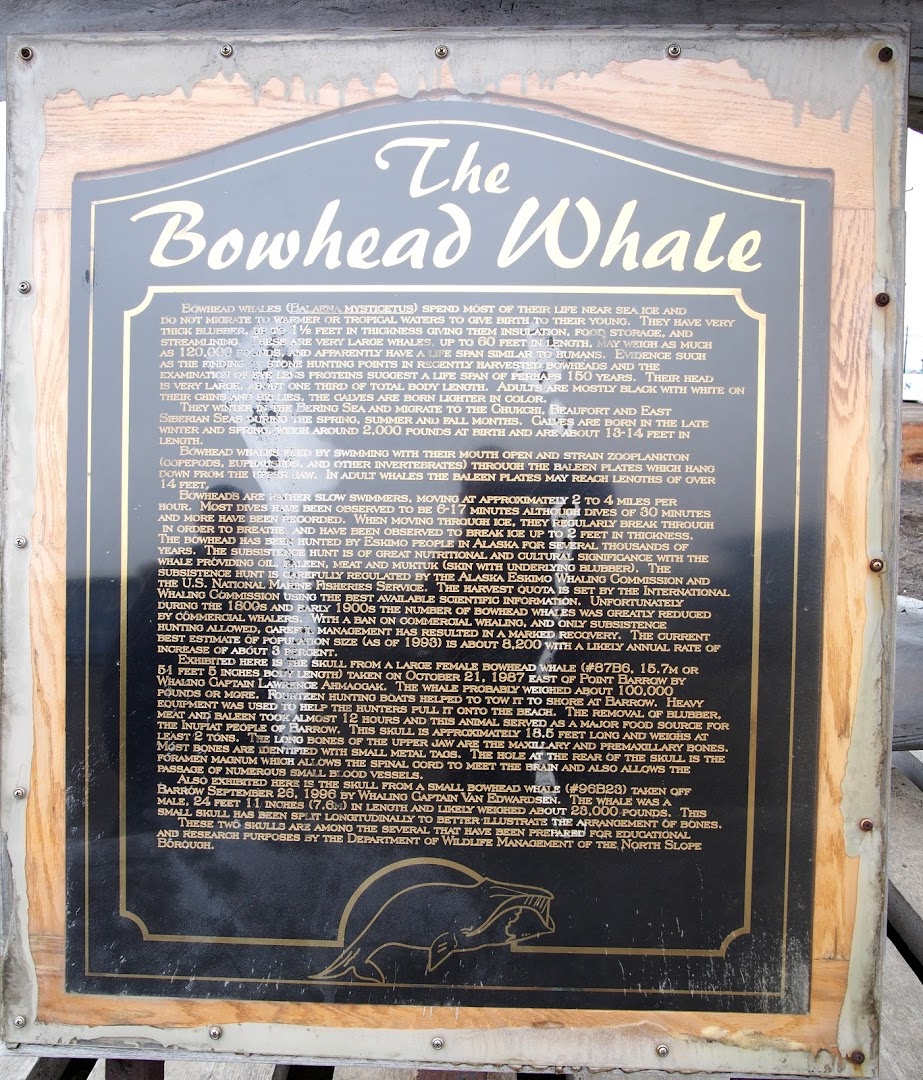 The
Bowhead Whale
Bowhead whales (Balaena mysticetus) spend most of their life near sea ice and
do not migrate to warmer or tropical waters to give birth to their young. They have very
thick blubber, up to 1½ feet in thickness giving them insulation, food storage, and
streamlining. These are very large whales, up to 60 feet in length, may weigh as much
as 120,000 pounds, and apparently have a life span similar to humans. Evidence such
as the finding of stone hunting points in recently harvested bowheads and the
examination of eye lens proteins suggest a life span of perhaps 150 years. Their head
is very large, about one third of total body length. Adults are mostly black with white on
their chins and bellies, the calves are born lighter in color.
They winter in the Bering Sea and migrate to the Chukchi, Beaufort and East
Siberian Seas during the spring, summer and fall months. Calves are born in the late
winter and spring, weigh around 2,000 pounds at birth and are about 13-14 feet in
length.
Bowhead whales feed by swimming with their mouth open and strain zooplankton
(copepods, euphausiids, and other invertebrates) through the baleen plates which hang
down from the upper jaw. In adult whales the baleen plates may reach lengths of over
14 feet,
Bowheads are rather slow swimmers, moving at approximately 2 to 4 miles per
hour. Most dives have been observed to be 6-17 minutes although dives of 30 minutes
and more have been recorded. When moving through ice, they regularly break through
in order to breathe and have been observed to break ice up to 2 feet in thickness.
The bowhead has been hunted by Eskimo people in Alaska for several thousands of
years. The subsistence hunt is of great nutritional and cultural significance with the
whale providing oil, baleen, meat and muktuk (skin with underlying blubber). The
subsistence hunt is carefully regulated by the Alaska Eskimo Whaling Commission and
the U.S. National Marine Fisheries Service. The harvest quota is set by the International
Whaling Commission using the best available scientific information. Unfortunately
during the 1800s and early 1900s the number of bowhead whales was greatly reduced
by commercial whalers. With a ban on commercial whaling, and only subsistence
hunting allowed, careful management has resulted in a marked recovery. The current
best estimate of population size (as of 1993) is about 8,200 with a likely annual rate of
increase of about 3 percent.
Exhibited here is the skull from a large female bowhead whale (#87B6, 15.7m or
51 feet 5 inches body length) taken on October 21, 1987 east of Point Barrow by
Whaling Captain Lawrence Ahmaogak. The whale probably weighed about 100,000
pounds or more. Fourteen hunting boats helped to tow it to shore at Barrow. Heavy
equipment was used to help the hunters pull it onto the beach. The removal of blubber,
meat and baleen took almost 12 hours and this animal served as a major food source for
the Inupiat people of Barrow. This skull is approximately 18.5 feet long and weighs at
least 2 tons. The long bones of the upper jaw are the maxillary and premaxillary bones.
Most bones are identified with small metal tags. The hole at the rear of the skull is the
foramen magnum which allows the spinal cord to meet the brain and also allows the
passage of numerous small blood vessels.
Also exhibited here is the skull from a small bowhead whale (#96B23) taken off
Barrow September 26, 1996 by Whaling Captain Van Edwardsen. The whale was a
male, 24 feet 11 inches (7.6m) in length and likely weighed about 23,000 pounds. This
small skull has been split longitudinally to better illustrate the arrangement of bones.
These two skulls are among the several that have been prepared for educational
and research purposes by the Department of Wildlife Management of the North Slope
Borough.